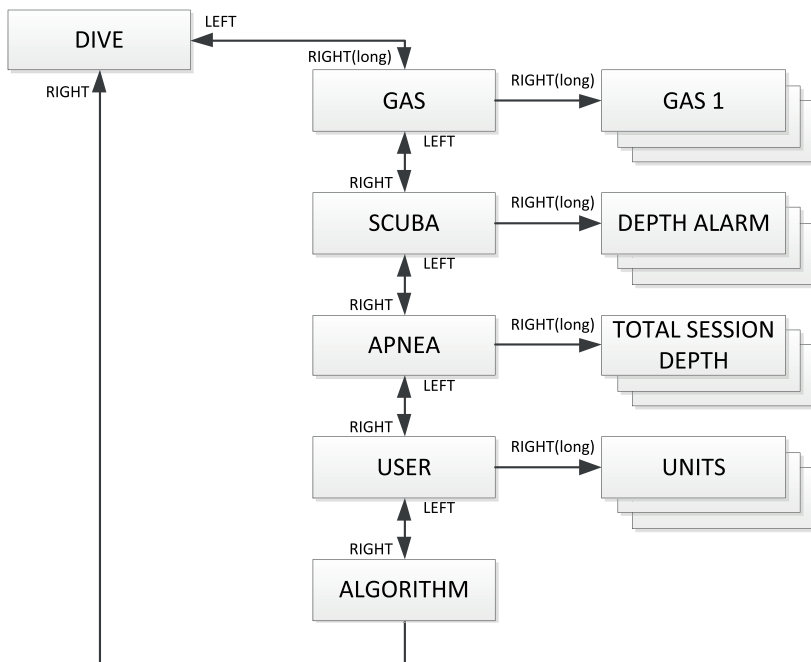 DIVE
LEFT
RIGHT(long)
RIGHT
GAS
RIGHT(long)
GAS 1
LEFT
RIGHT
SCUBA
RIGHT(long)
DEPTH ALARM
LEFT
RIGHT
APNEA
RIGHT(long)
TOTAL SESSION
DEPTH
LEFT
RIGHT
USER
RIGHT(long)
UNITS
LEFT
RIGHT
ALGORITHM